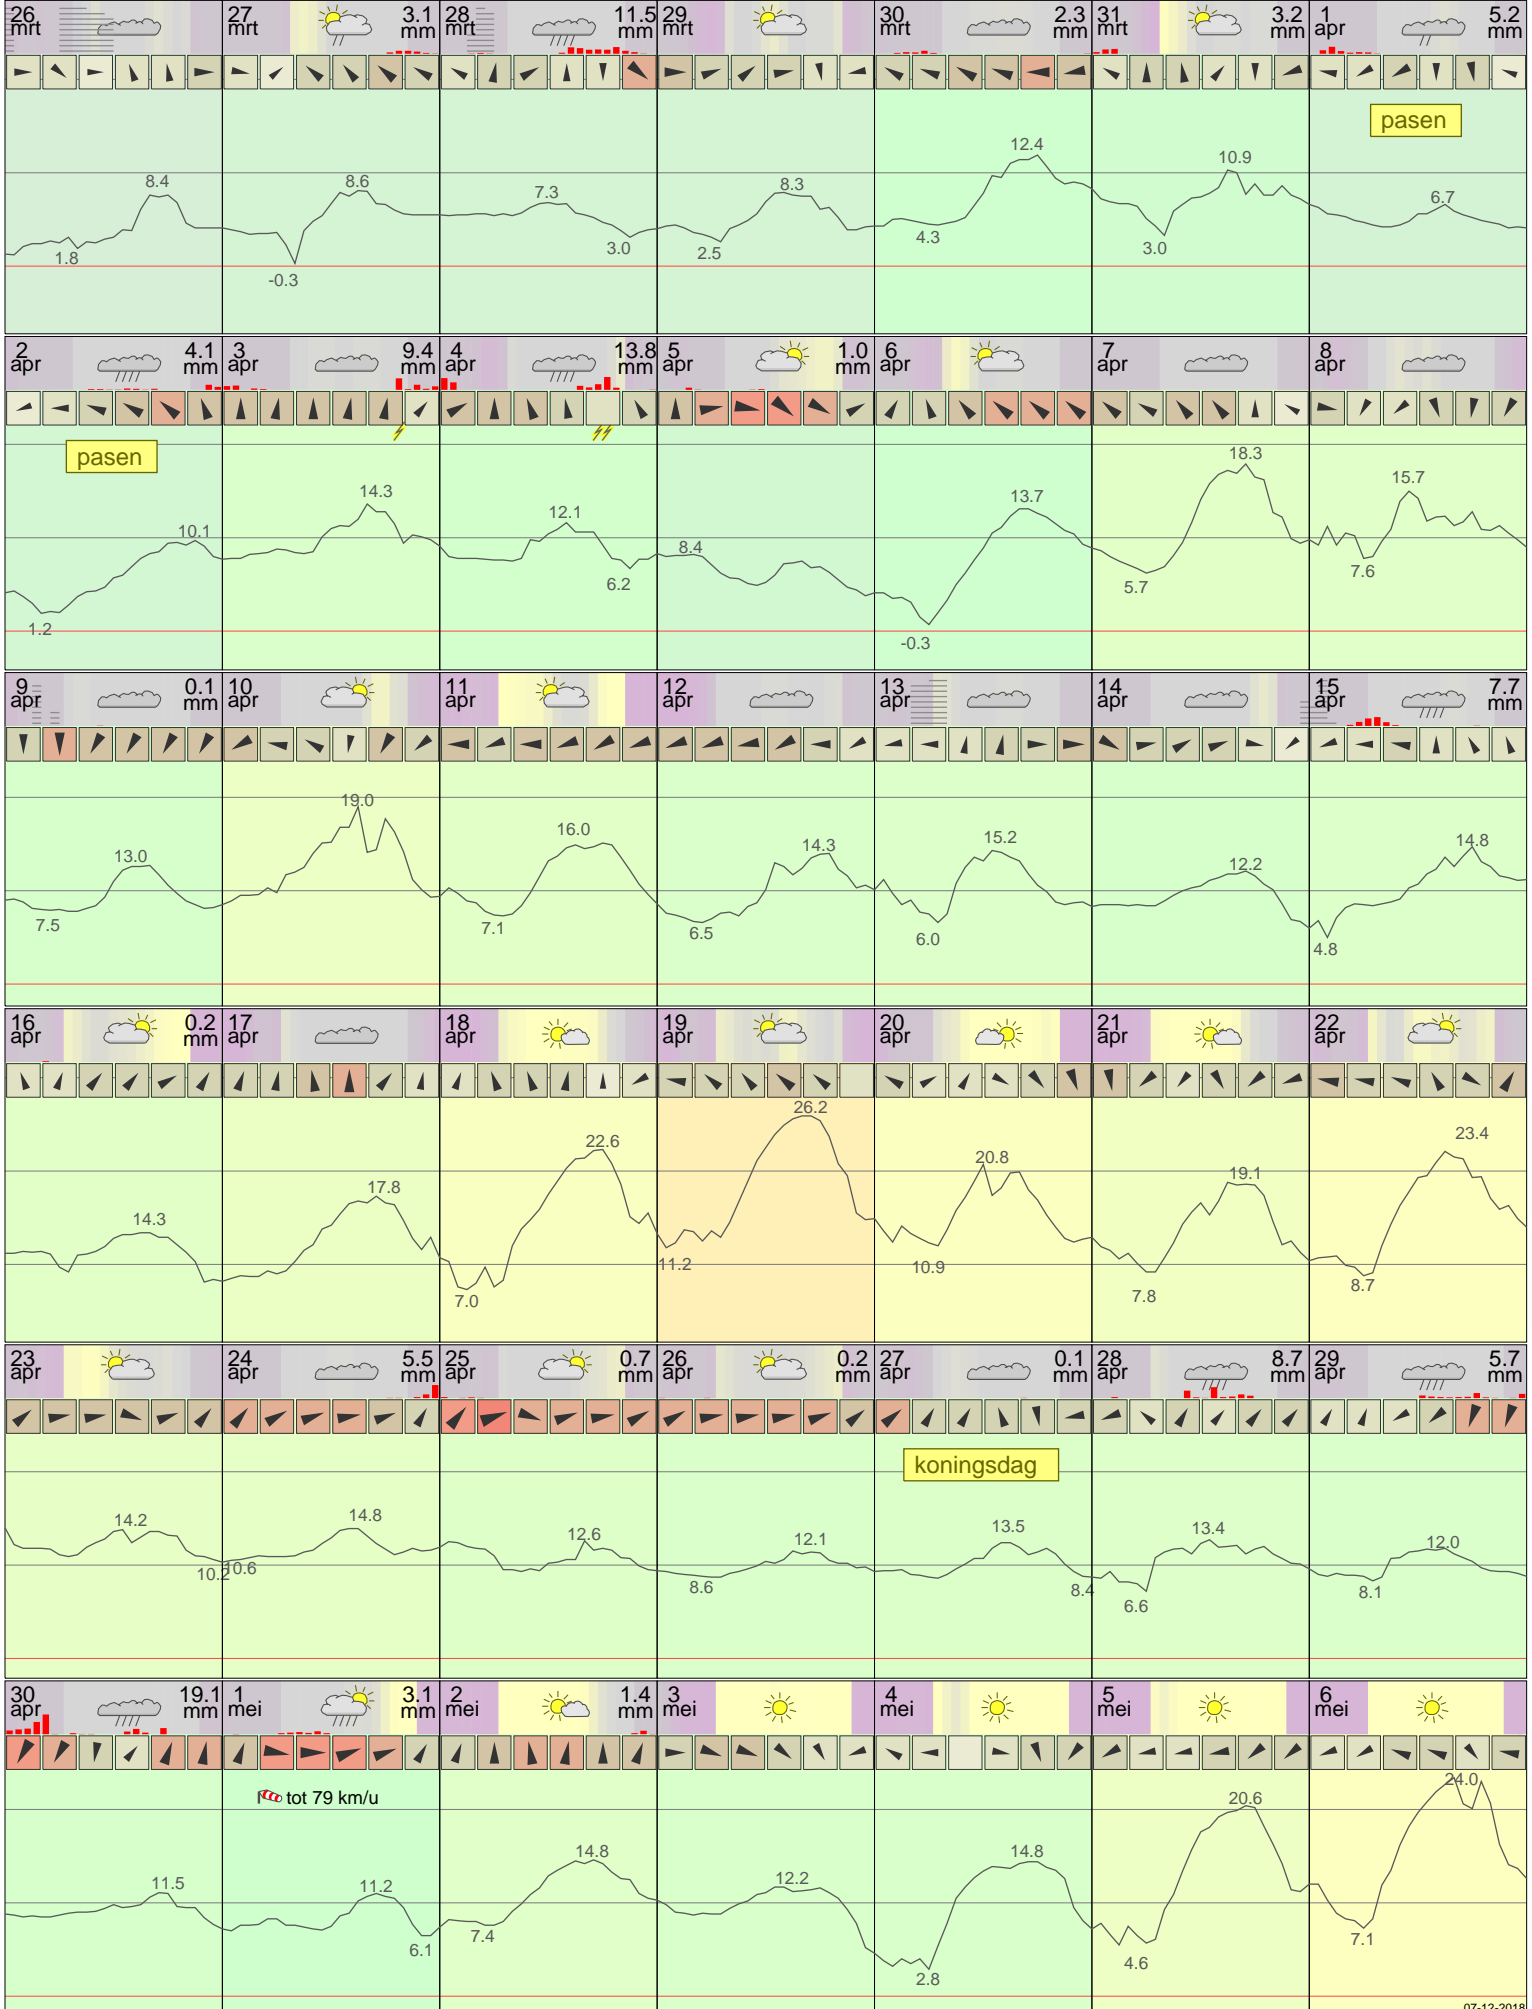 26 mrt
27 mrt 3.1 mm
28 mrt 11.5 mm
29 mrt
30 mrt 2.3 mm
31 mrt 3.2 mm
1 apr 5.2 mm
pasen
8.4
1.8
8.6
-0.3
7.3
3.0
8.3
2.5
12.4
4.3
10.9
3.0
6.7
2 apr 4.1 mm
3 apr 9.4 mm
4 apr 13.8 mm
5 apr 1.0 mm
6 apr
7 apr
8 apr
pasen
10.1
1.2
14.3
12.1
6.2
8.4
13.7
-0.3
18.3
5.7
15.7
7.6
9 apr 0.1 mm
10 apr
11 apr
12 apr
13 apr
14 apr
15 apr 7.7 mm
13.0
7.5
19.0
16.0
7.1
14.3
6.5
15.2
6.0
12.2
14.8
4.8
16 apr 0.2 mm
17 apr
18 apr
19 apr
20 apr
21 apr
22 apr
14.3
17.8
22.6
7.0
26.2
11.2
20.8
10.9
19.1
7.8
23.4
8.7
23 apr
24 apr 5.5 mm
25 apr 0.7 mm
26 apr 0.2 mm
27 apr 0.1 mm
28 apr 8.7 mm
29 apr 5.7 mm
koningsdag
14.2
10.2
14.8
10.6
12.6
12.1
8.6
13.5
8.4
13.4
6.6
12.0
8.1
30 apr 19.1 mm
1 mei 3.1 mm
2 mei 1.4 mm
3 mei
4 mei
5 mei
6 mei
tot 79 km/u
11.5
11.2
6.1
14.8
7.4
12.2
14.8
2.8
20.6
4.6
24.0
7.1
07-12-2018